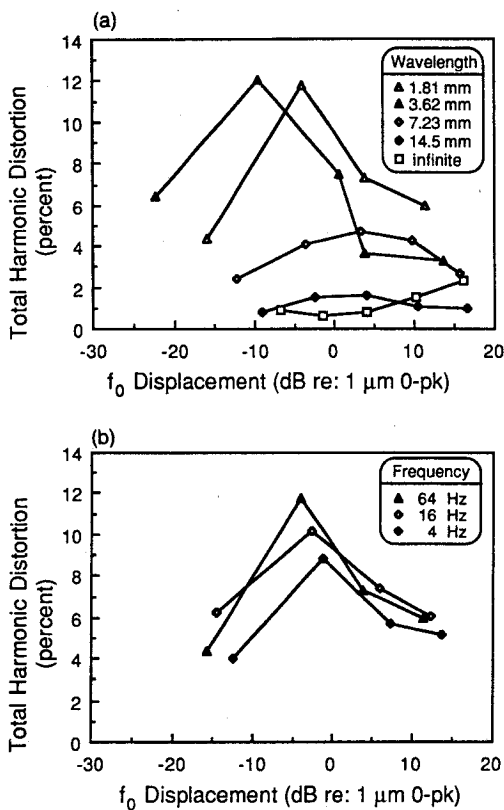 (a)
14
12
10
8
6
4
2
0
Total Harmonic Distortion
(percent)
Wavelength
1.81 mm
3.62 mm
7.23 mm
14.5 mm
infinite
-30 -20 -10 0 10 20
f0 Displacement (dB re: 1 µm 0-pk)
(b)
14
12
10
8
6
4
2
0
Total Harmonic Distortion
(percent)
Frequency
64 Hz
16 Hz
4 Hz
-30 -20 -10 0 10 20
f0 Displacement (dB re: 1 µm 0-pk)